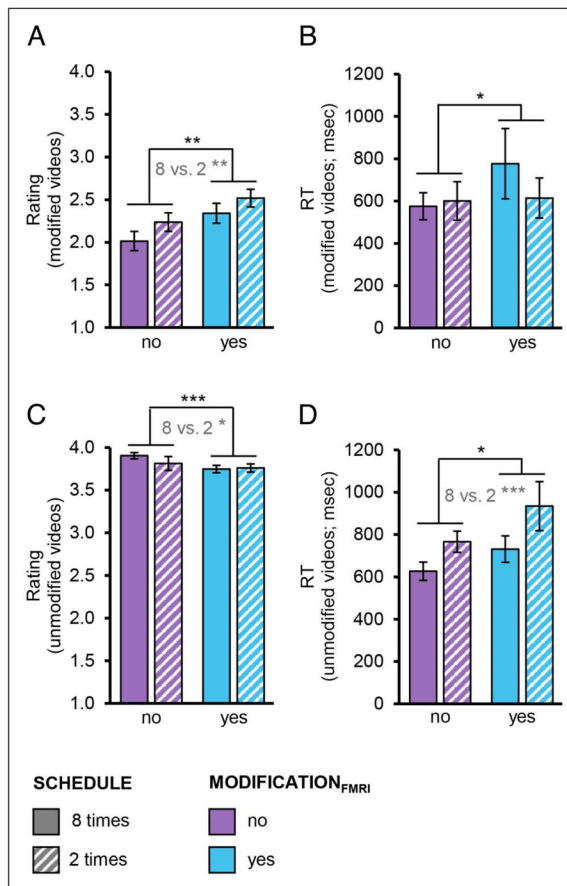 A
4.0
3.5
3.0
2.5
2.0
1.5
1.0
Rating
(modified videos)
**
8 vs. 2 **
no
yes
B
1200
1000
800
600
400
200
0
RT
(modified videos; msec)
*
no
yes
C
4.0
3.5
3.0
2.5
2.0
1.5
1.0
Rating
(unmodified videos)
***
8 vs. 2 *
no
yes
D
1200
1000
800
600
400
200
0
RT
(unmodified videos; msec)
*
8 vs. 2 ***
no
yes
SCHEDULE
8 times
2 times
MODIFICATION FMRI
no
yes